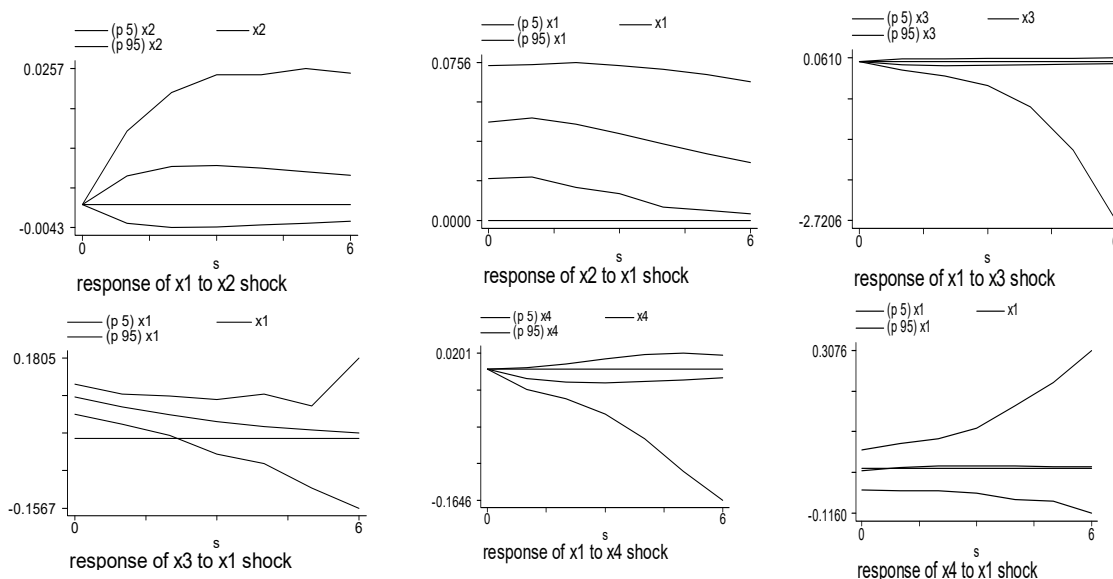 (p 5) x2 x2
(p 95) x2
0.0257
-0.0043
0 6
s
response of x1 to x2 shock
(p 5) x1 x1
(p 95) x1
0.0756
0.0000
0 6
s
response of x2 to x1 shock
(p 5) x3 x3
(p 95) x3
0.0610
-2.7206
0 6
s
response of x1 to x3 shock
(p 5) x1 x1
(p 95) x1
0.1805
-0.1567
0 6
s
response of x3 to x1 shock
(p 5) x4 x4
(p 95) x4
0.0201
-0.1646
0 6
s
response of x1 to x4 shock
(p 5) x1 x1
(p 95) x1
0.3076
-0.1160
0 6
s
response of x4 to x1 shock